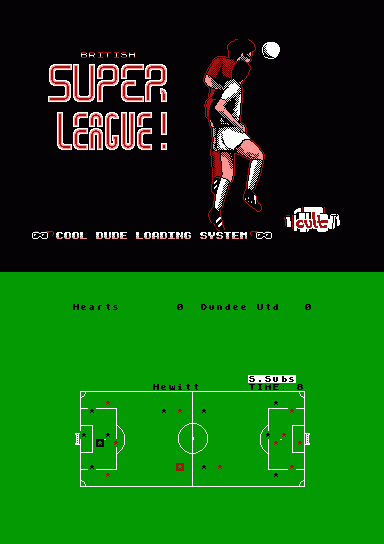 BRITISH
SUPER
LEAGUE!
cult
COOL DUDE LOADING SYSTEM
Hearts 0 Dundee Utd 0
S.Subs
Hewitt TIME: 8